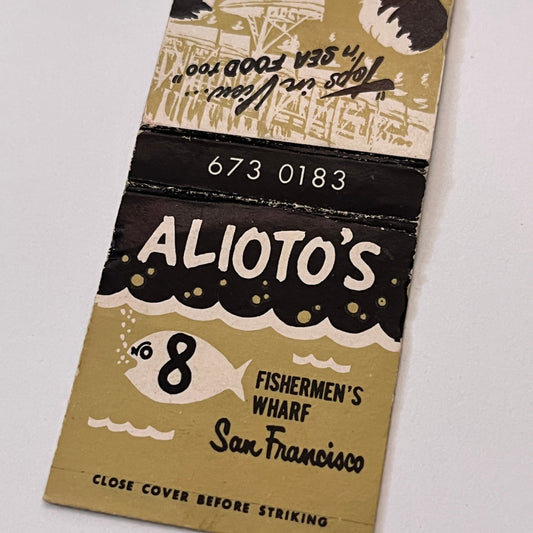 "Tops in View...
'n SEA FOOD too"
673 0183
ALIOTO'S
NO 8
FISHERMEN'S
WHARF
San Francisco
CLOSE COVER BEFORE STRIKING